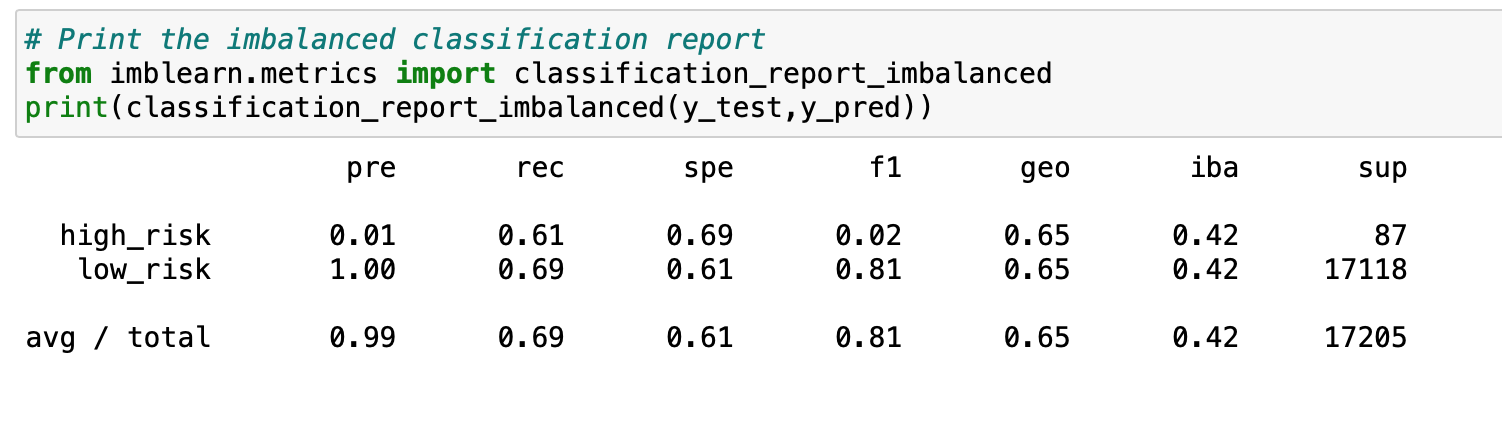 # Print the imbalanced classification report
from imblearn.metrics import classification_report_imbalanced
print(classification_report_imbalanced(y_test,y_pred))
pre rec spe f1 geo iba sup
high_risk 0.01 0.61 0.69 0.02 0.65 0.42 87
low_risk 1.00 0.69 0.61 0.81 0.65 0.42 17118
avg / total 0.99 0.69 0.61 0.81 0.65 0.42 17205